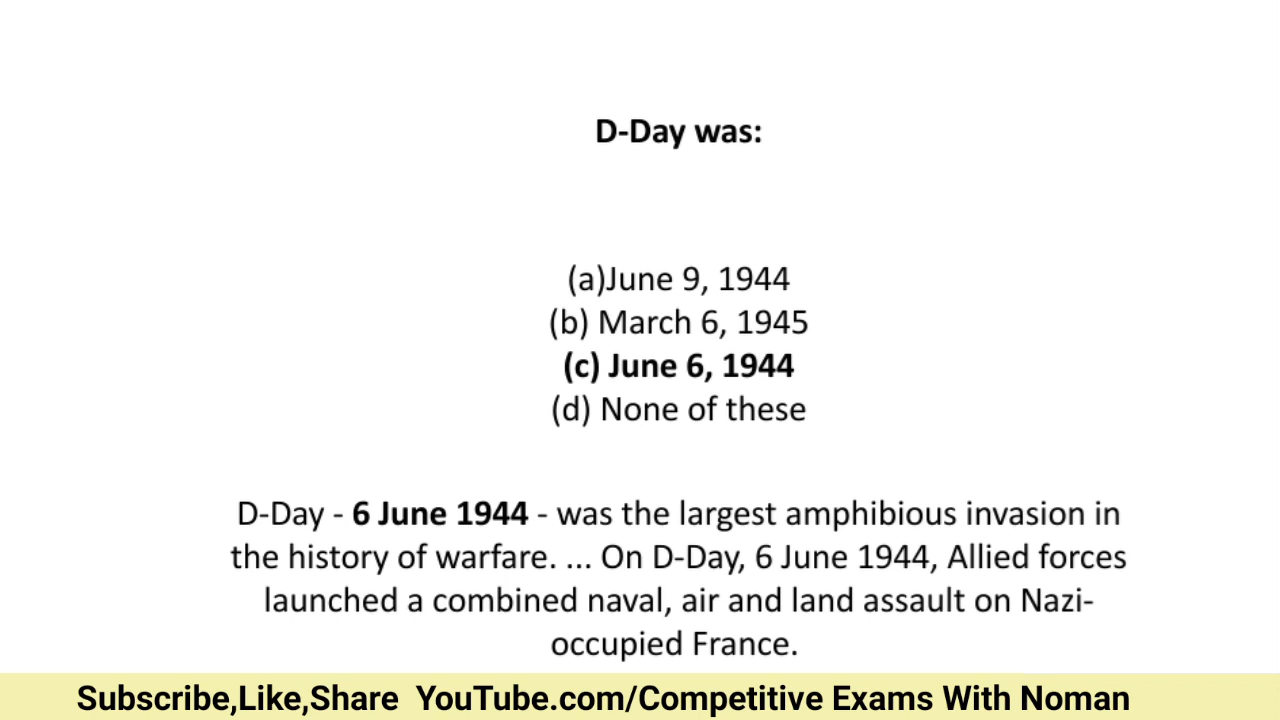 D-Day was:
(a)June 9, 1944
(b) March 6, 1945
(c) June 6, 1944
(d) None of these
D-Day - 6 June 1944 - was the largest amphibious invasion in
the history of warfare. ... On D-Day, 6 June 1944, Allied forces
launched a combined naval, air and land assault on Nazi-
occupied France.
Subscribe,Like,Share YouTube.com/Competitive Exams With Noman